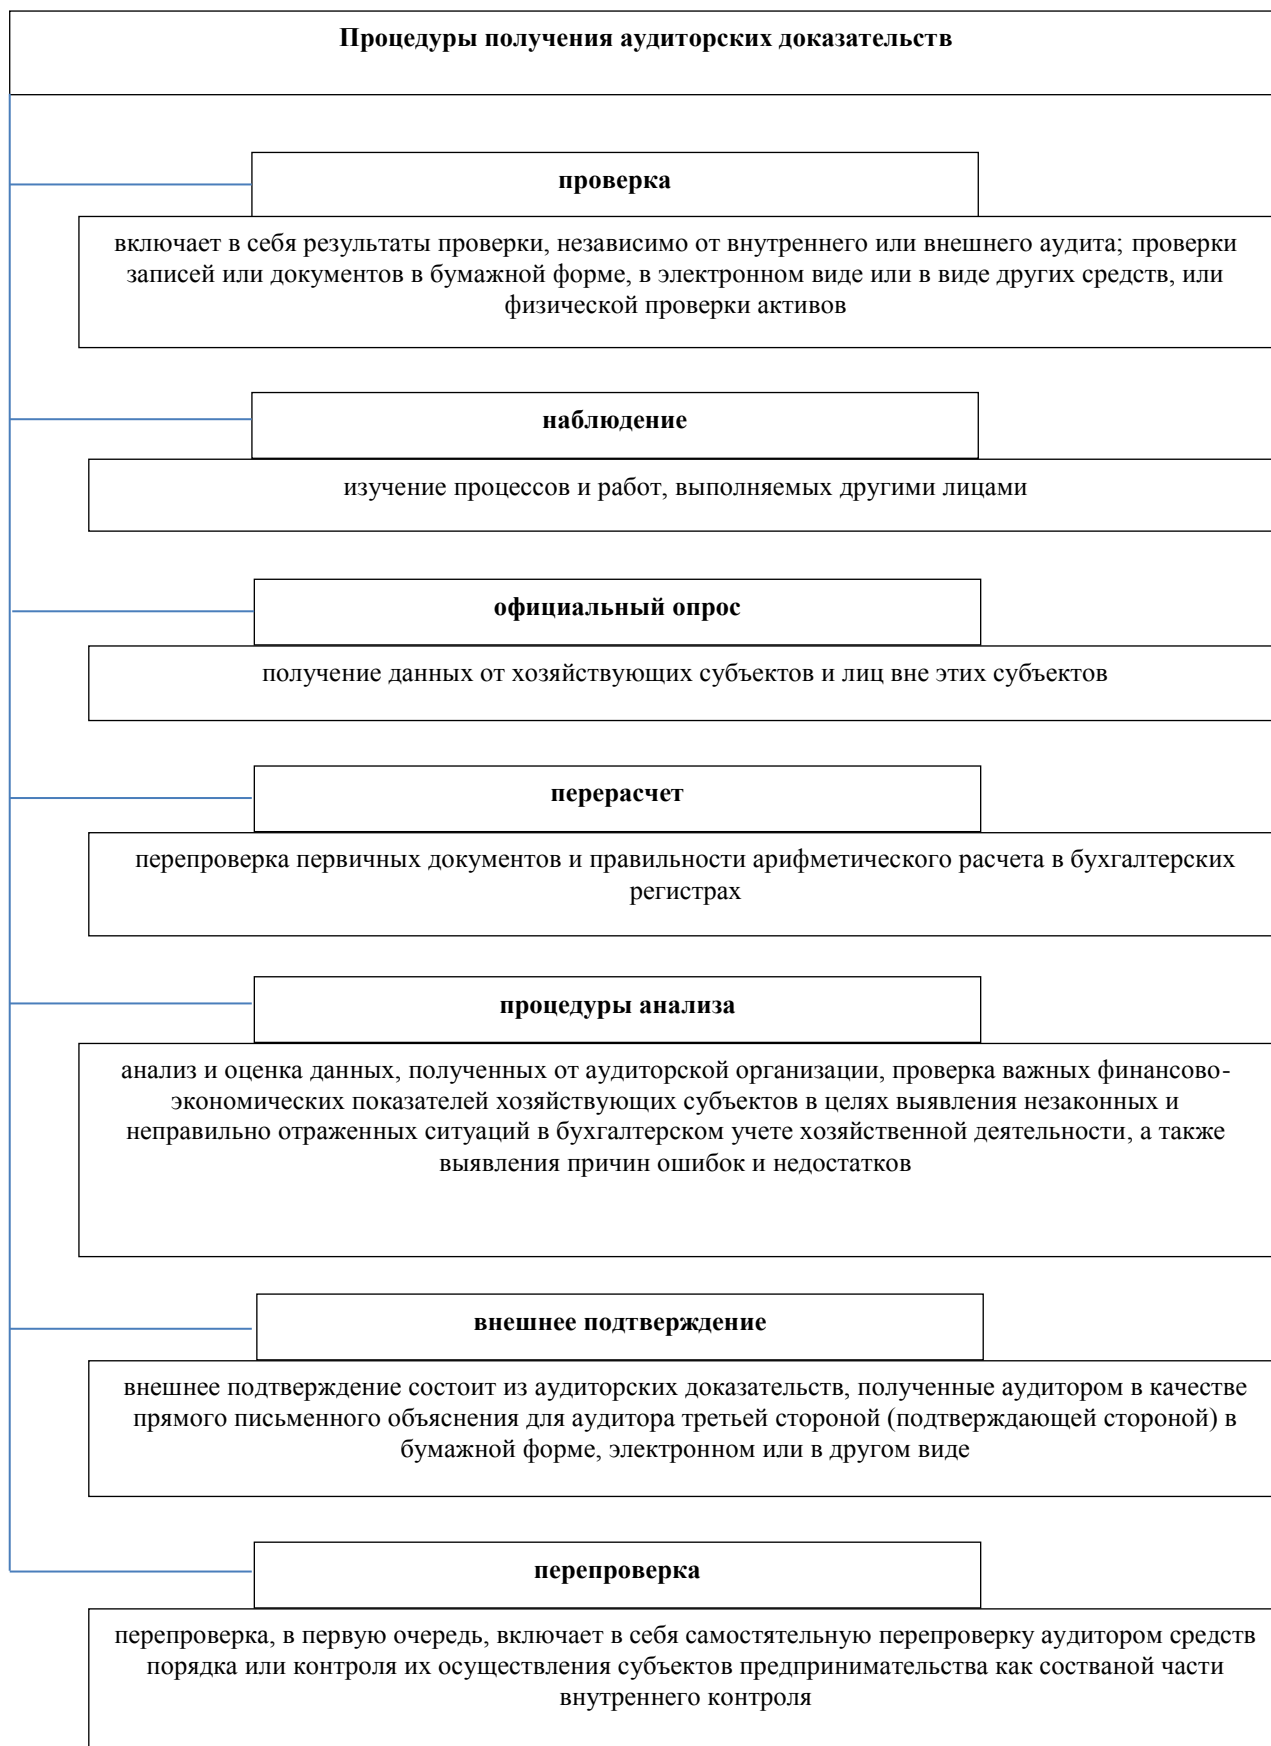 Процедуры получения аудиторских доказательств
проверка
включает в себя результаты проверки, независимо от внутреннего или внешнего аудита; проверки
записей или документов в бумажной форме, в электронном виде или в виде других средств, или
физической проверки активов
наблюдение
изучение процессов и работ, выполняемых другими лицами
официальный опрос
получение данных от хозяйствующих субъектов и лиц вне этих субъектов
перерасчет
перепроверка первичных документов и правильности арифметического расчета в бухгалтерских
регистрах
процедуры анализа
анализ и оценка данных, полученных от аудиторской организации, проверка важных финансово-
экономических показателей хозяйствующих субъектов в целях выявления незаконных и
неправильно отраженных ситуаций в бухгалтерском учете хозяйственной деятельности, а также
выявления причин ошибок и недостатков
внешнее подтверждение
внешнее подтверждение состоит из аудиторских доказательств, полученные аудитором в качестве
прямого письменного объяснения для аудитора третьей стороной (подтверждающей стороной) в
бумажной форме, электронном или в другом виде
перепроверка
перепроверка, в первую очередь, включает в себя самостятельную перепроверку аудитором средств
порядка или контроля их осуществления субъектов предпринимательства как составаной части
внутреннего контроля